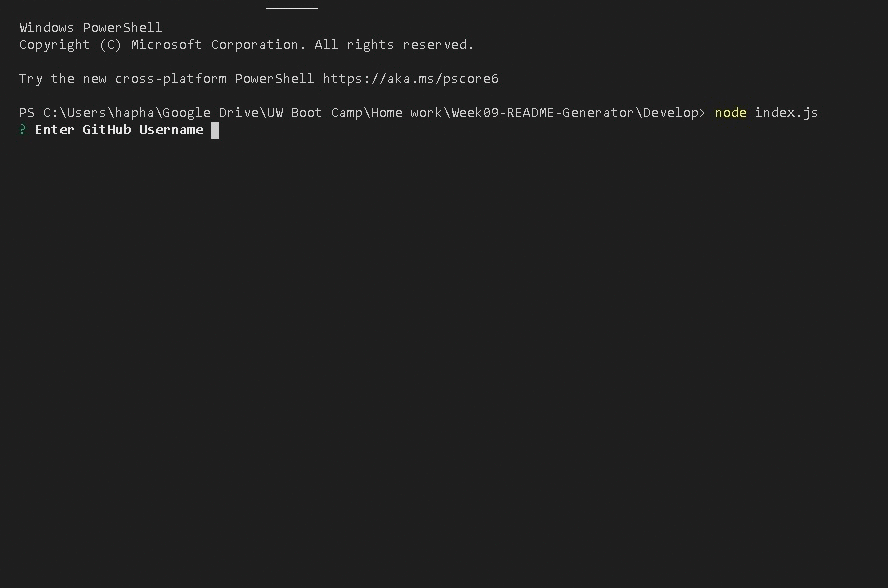 Windows PowerShell
Copyright (C) Microsoft Corporation. All rights reserved.
Try the new cross-platform PowerShell https://aka.ms/pscore6
PS C:\Users\hapha\Google Drive\UW Boot Camp\Home work\Week09-README-Generator\Develop> node index.js
? Enter GitHub Username